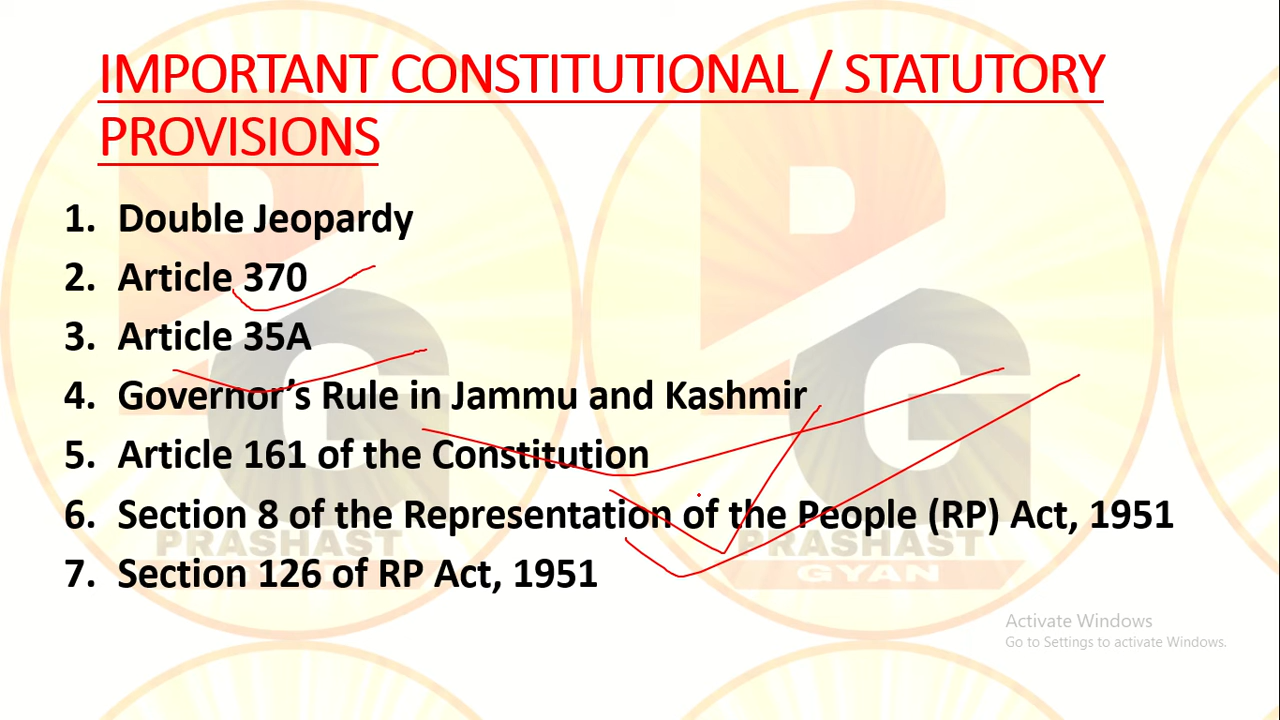 IMPORTANT CONSTITUTIONAL / STATUTORY
PROVISIONS
1. Double Jeopardy
2. Article 370
3. Article 35A
4. Governor's Rule in Jammu and Kashmir
5. Article 161 of the Constitution
6. Section 8 of the Representation of the People (RP) Act, 1951
PRASHAST PRASHAST
7. Section 126 of RP Act, 1951
GYAN
Activate Windows
Go to Settings to activate Windows.